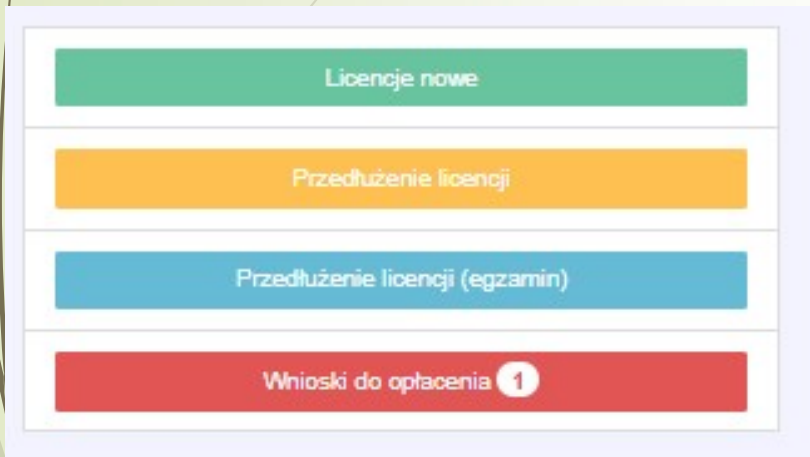 Licencje nowe
Przedłużenie licencji
Przedłużenie licencji (egzamin)
Wnioski do opłacenia 1